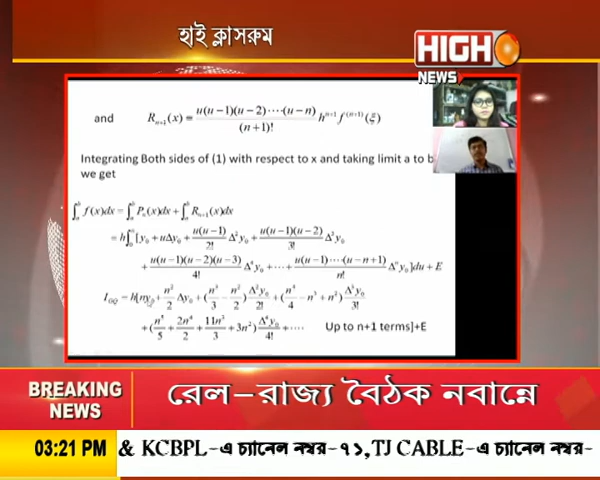 হাই ক্লাসরুম
HIGH
NEWS
and R_{n+1}(x) = u(u−1)(u−2)·····(u−n) / (n+1)! h^{n+1} f^{(n+1)}(ξ)
Integrating Both sides of (1) with respect to x and taking limit a to b
we get
∫_a^b f(x)dx = ∫_a^b P_n(x)dx + ∫_a^b R_{n+1}(x)dx
= h∫_0^n [y_0 + uΔy_0 + u(u−1)/2! Δ²y_0 + u(u−1)(u−2)/3! Δ³y_0
+ u(u−1)(u−2)(u−3)/4! Δ⁴y_0 + ··· + u(u−1)·····(u−n+1)/n! Δⁿy_0]du + E
I_{GQ} = h[ny_0 + n²/2 Δy_0 + (n³/3 − n²/2) Δ²y_0/2! + (n⁴/4 − n³ + n²) Δ³y_0/3!
+ (n⁵/5 + 2n⁴/2 + 11n³/3 + 3n²) Δ⁴y_0/4! + ···· Up to n+1 terms]+E
BREAKING
NEWS
রেল-রাজ্য বৈঠক নবান্নে
03:21 PM & KCBPL-এ চ্যানেল নম্বর-৭১,TJ CABLE-এ চ্যানেল নম্বর-